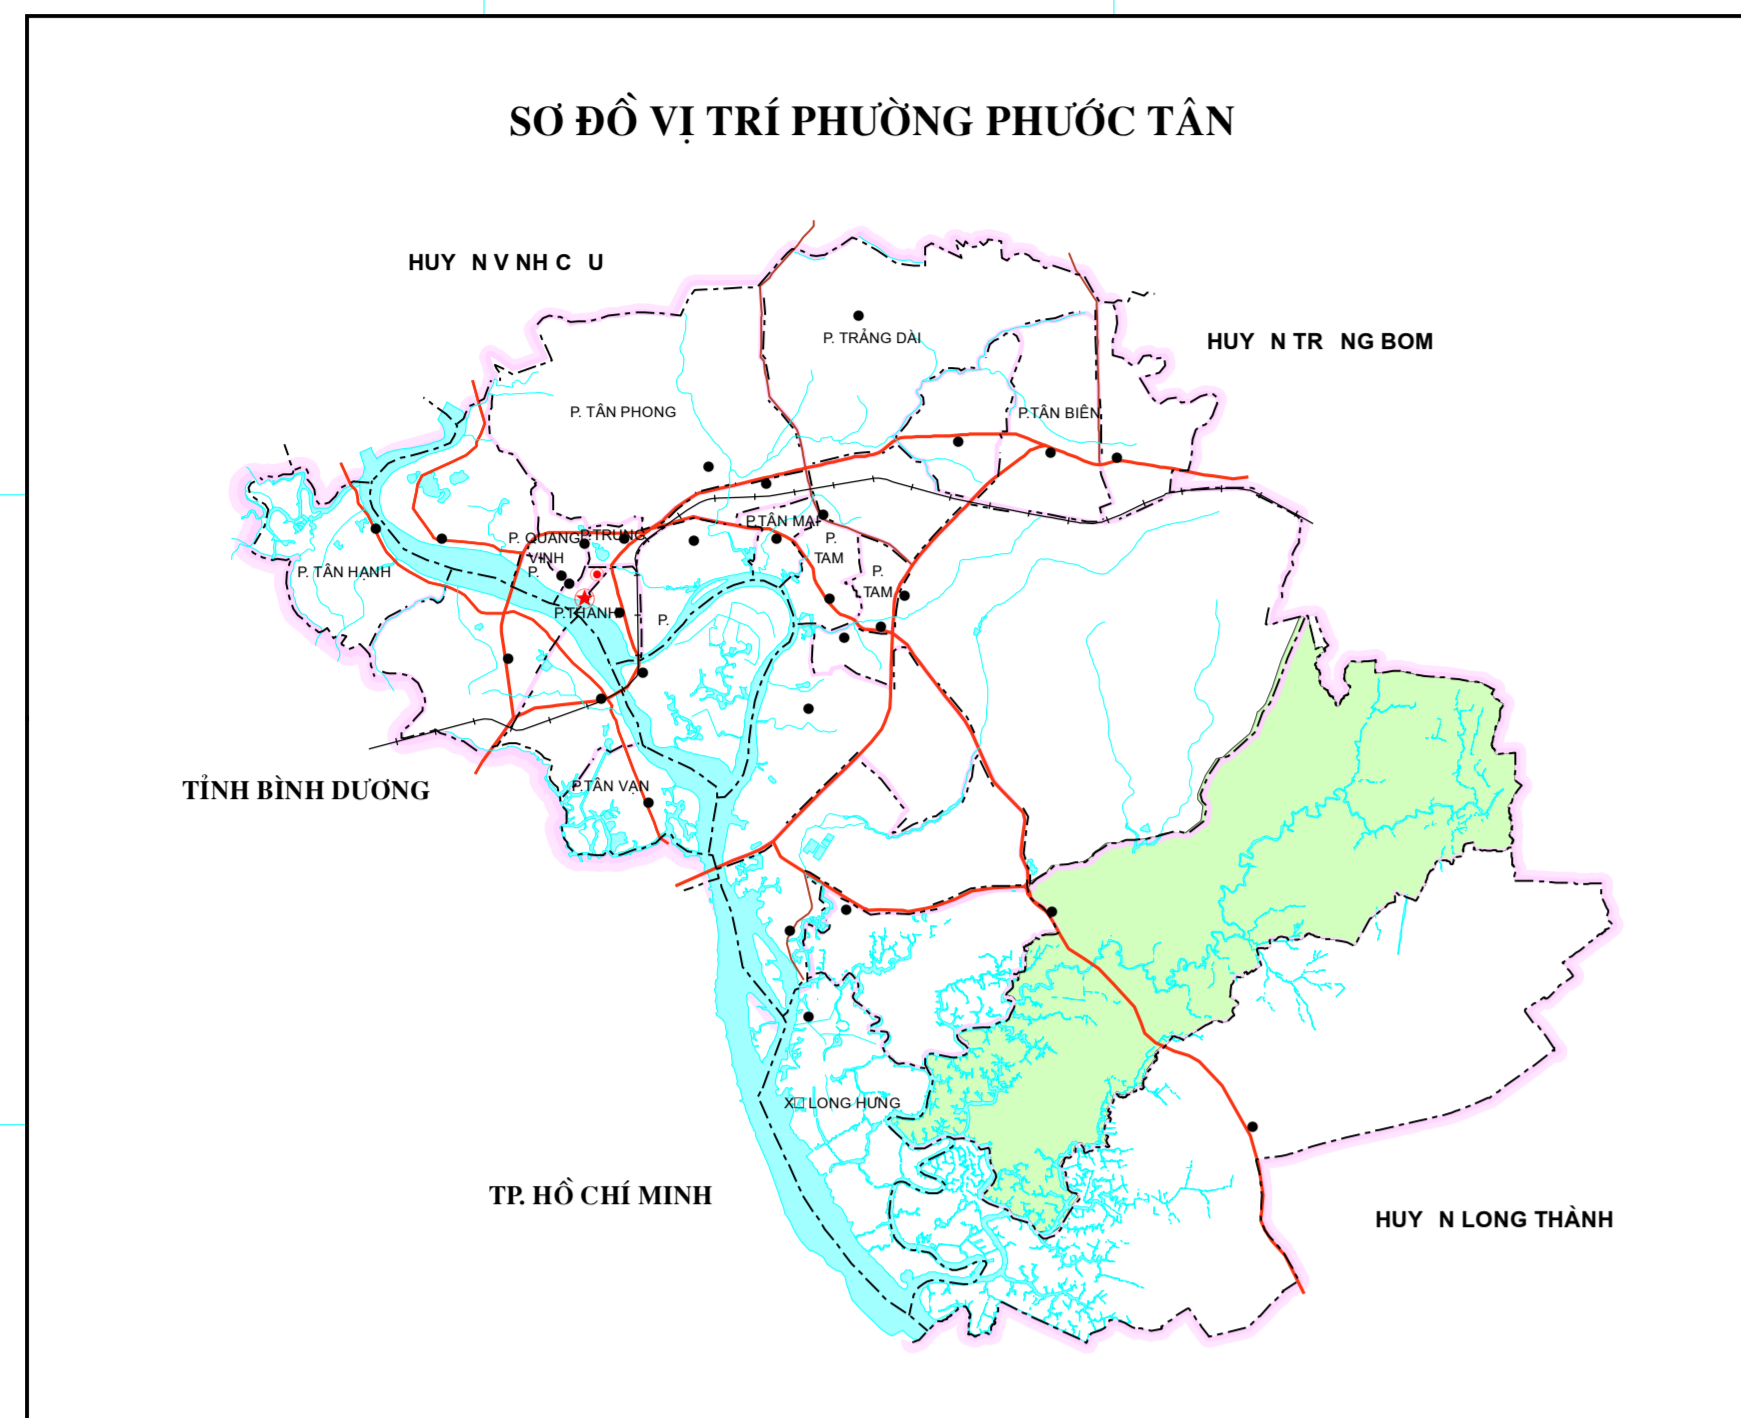 SƠ ĐỒ VỊ TRÍ PHƯỜNG PHƯỚC TÂN
HUY N V NH C U
P. TRẢNG DÀI
HUY N TR NG BOM
P. TÂN PHONG
P.TÂN BIÊN
P.TÂN MAI
P. QUANG
VINH
P.TRUNG
P.
TAM
P. TÂN HẠNH
P.
P.
TAM
P.THANH
P.
TỈNH BÌNH DƯƠNG
P.TÂN VẠN
X□ LONG HƯNG
TP. HỒ CHÍ MINH
HUY N LONG THÀNH